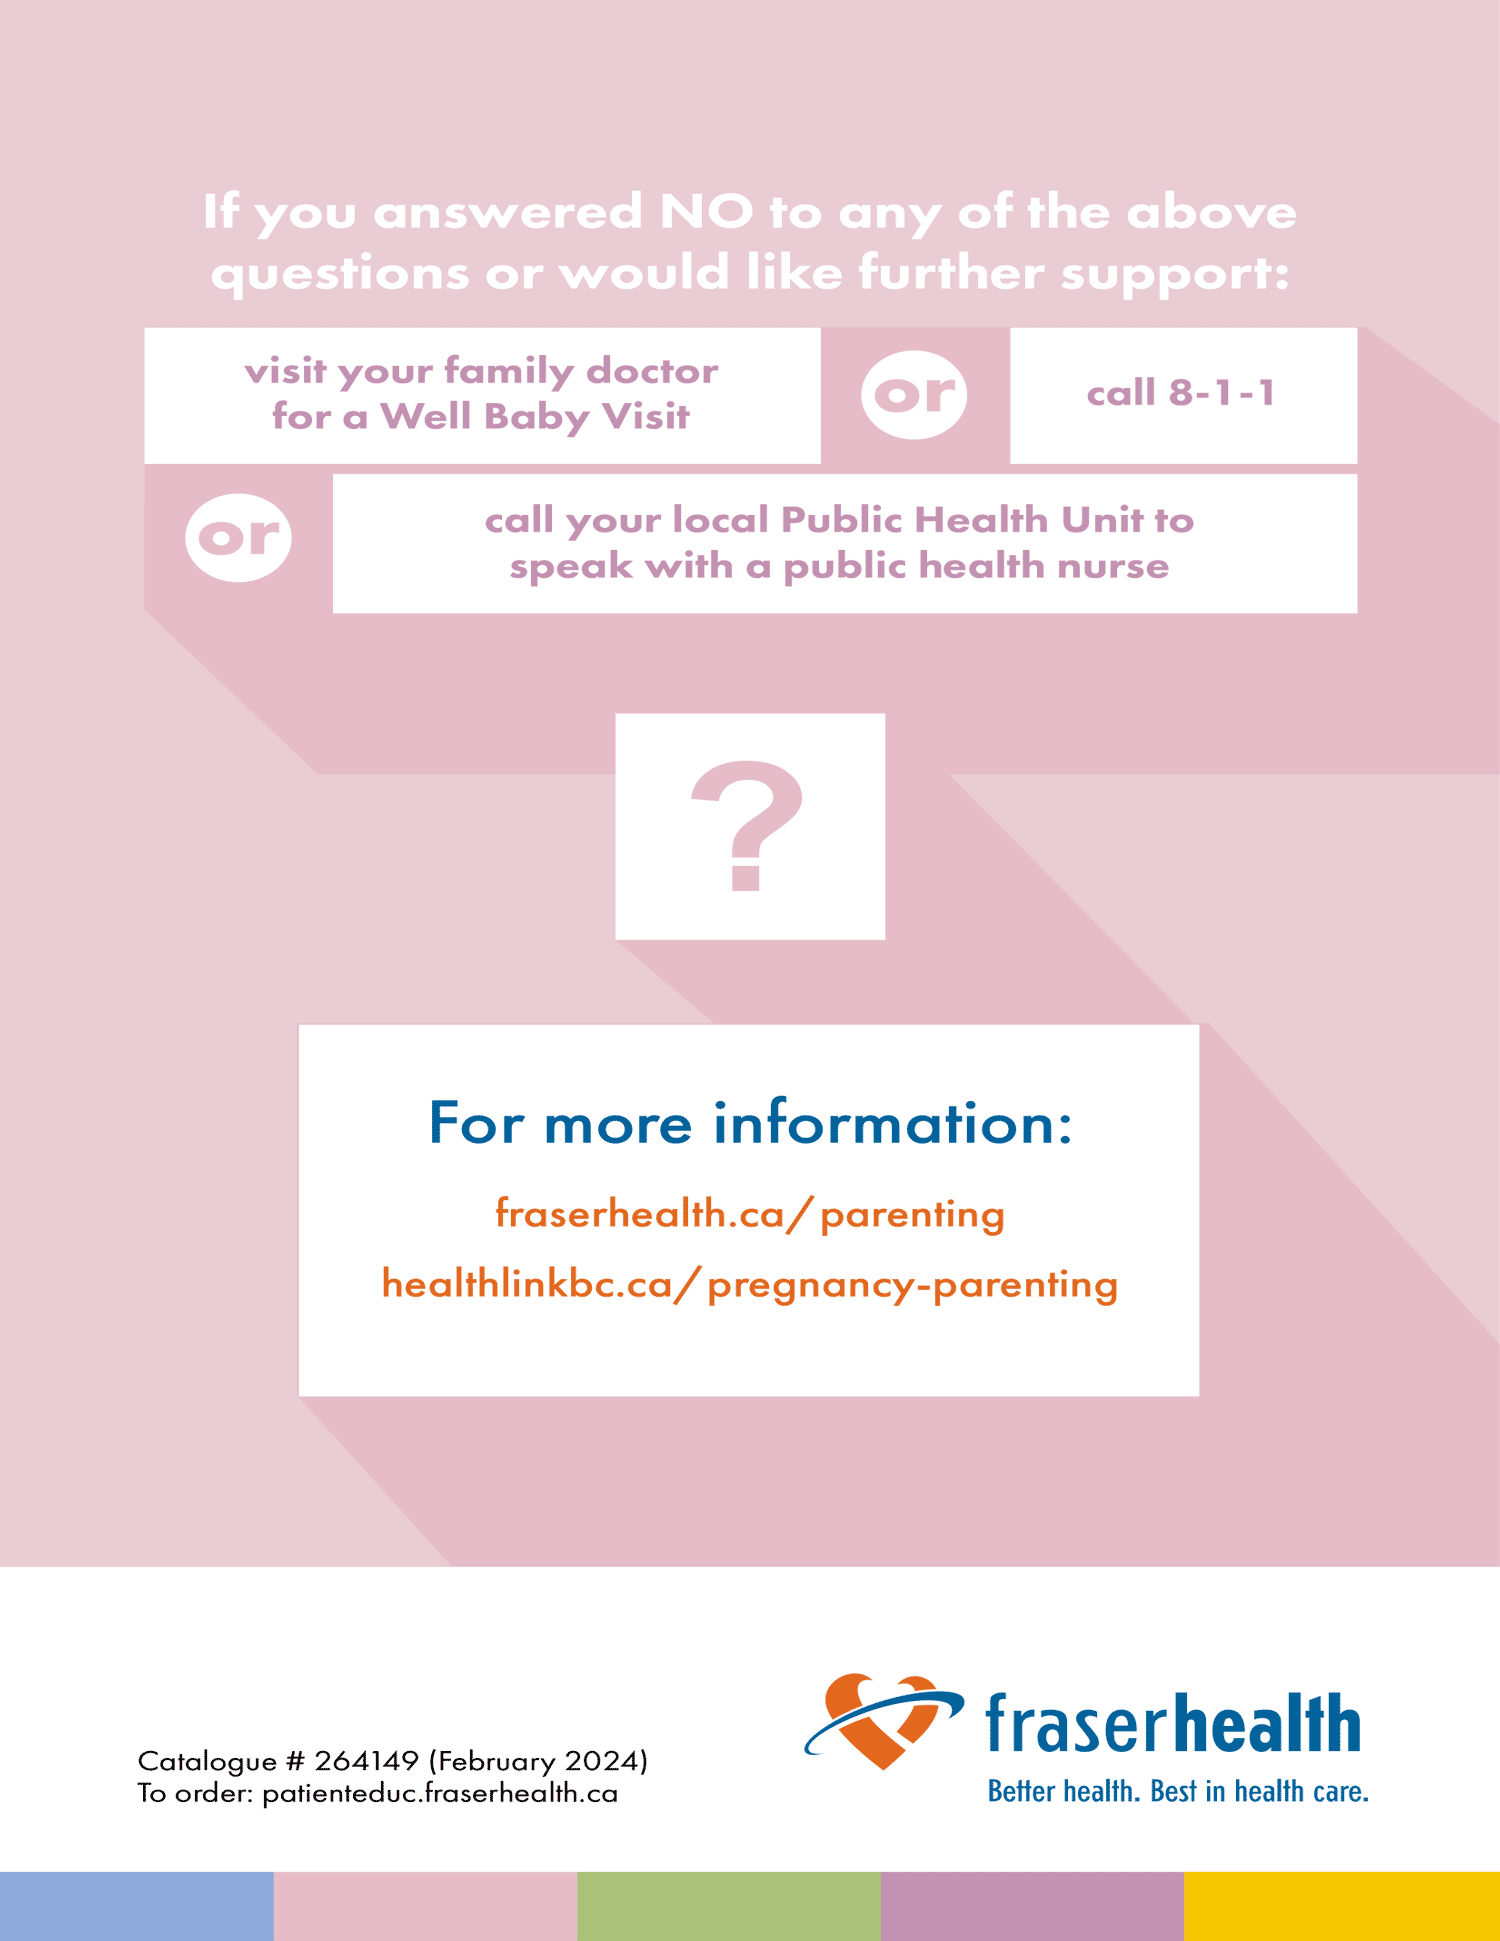 If you answered NO to any of the above
questions or would like further support:
visit your family doctor
for a Well Baby Visit
or
call 8-1-1
or
call your local Public Health Unit to
speak with a public health nurse
?
For more information:
fraserhealth.ca/parenting
healthlinkbc.ca/pregnancy-parenting
Catalogue # 264149 (February 2024)
To order: patienteduc.fraserhealth.ca
fraserhealth
Better health. Best in health care.